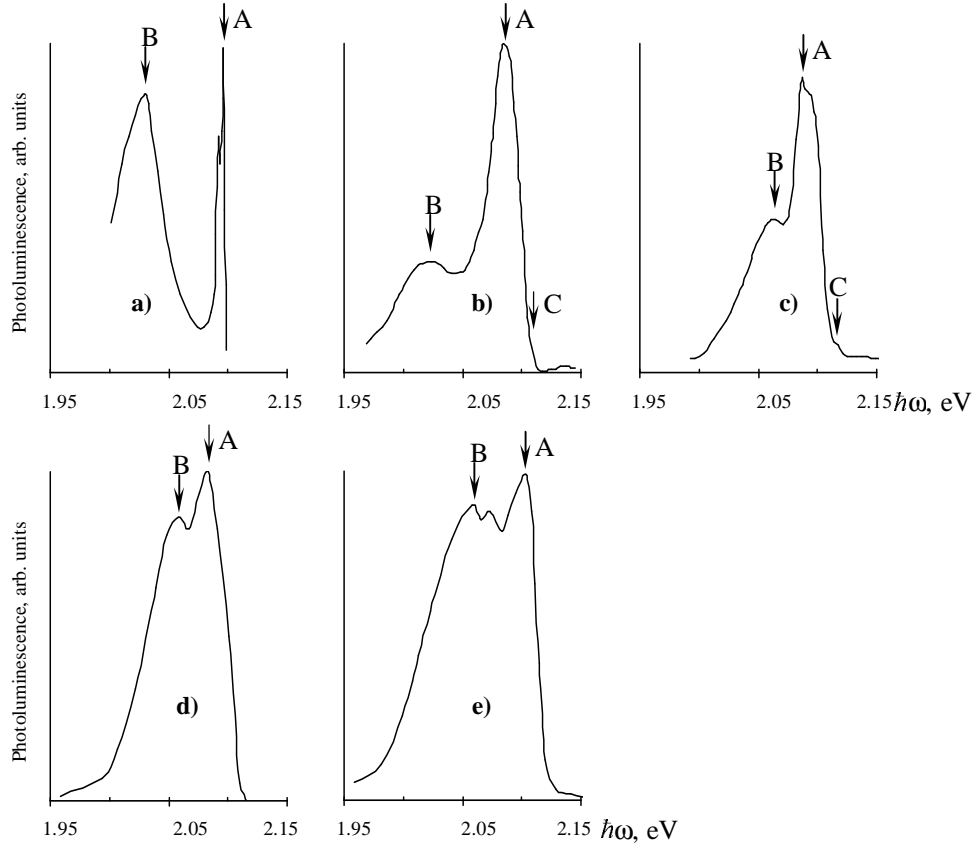 Photoluminescence, arb. units
B
A
a)
1.95
2.05
2.15
A
B
C
b)
1.95
2.05
2.15
A
B
C
c)
1.95
2.05
2.15
ħω, eV
Photoluminescence, arb. units
B
A
d)
1.95
2.05
2.15
B
A
e)
1.95
2.05
2.15
ħω, eV